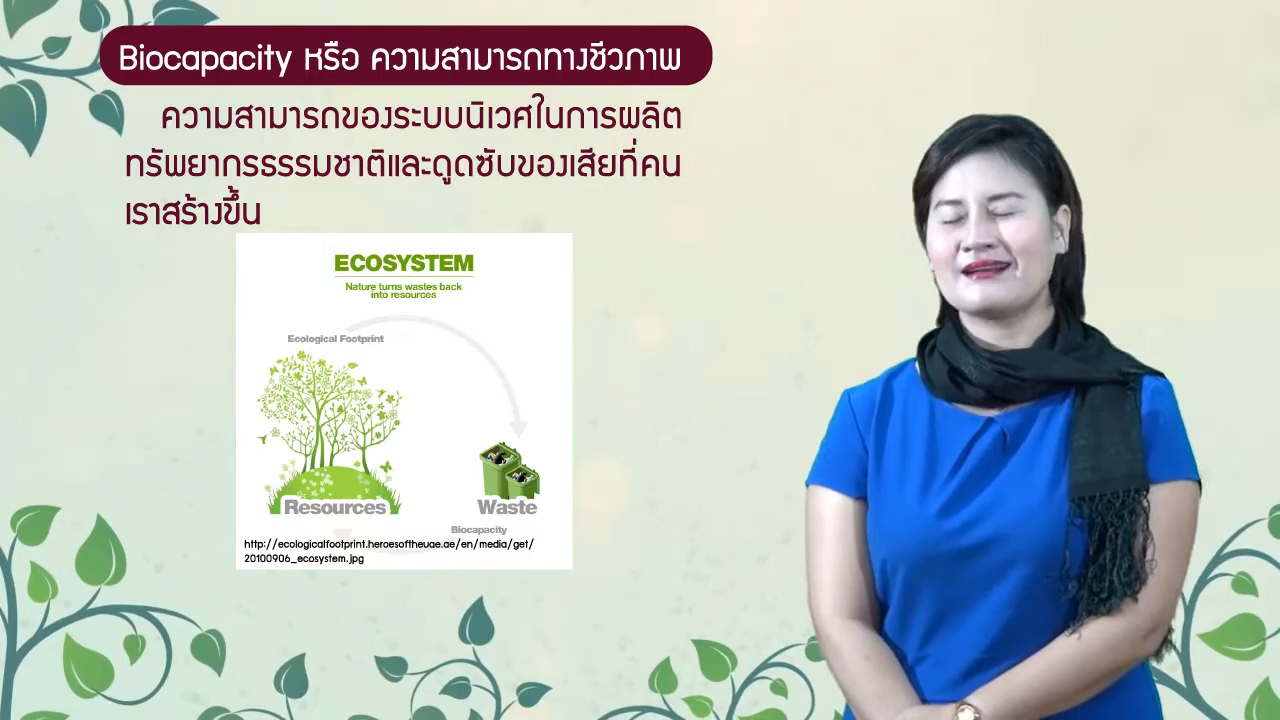 Biocapacity หรือ ความสามารถทางชีวภาพ
ความสามารถของระบบนิเวศในการผลิต
ทรัพยากรธรรมชาติและดูดซับของเสียที่คน
เราสร้างขึ้น
ECOSYSTEM
Nature turns wastes back
into resources
Ecological Footprint
Resources
Waste
Biocapacity
http://ecologicalfootprint.heroesoftheuae.ae/en/media/get/
20100906_ecosystem.jpg